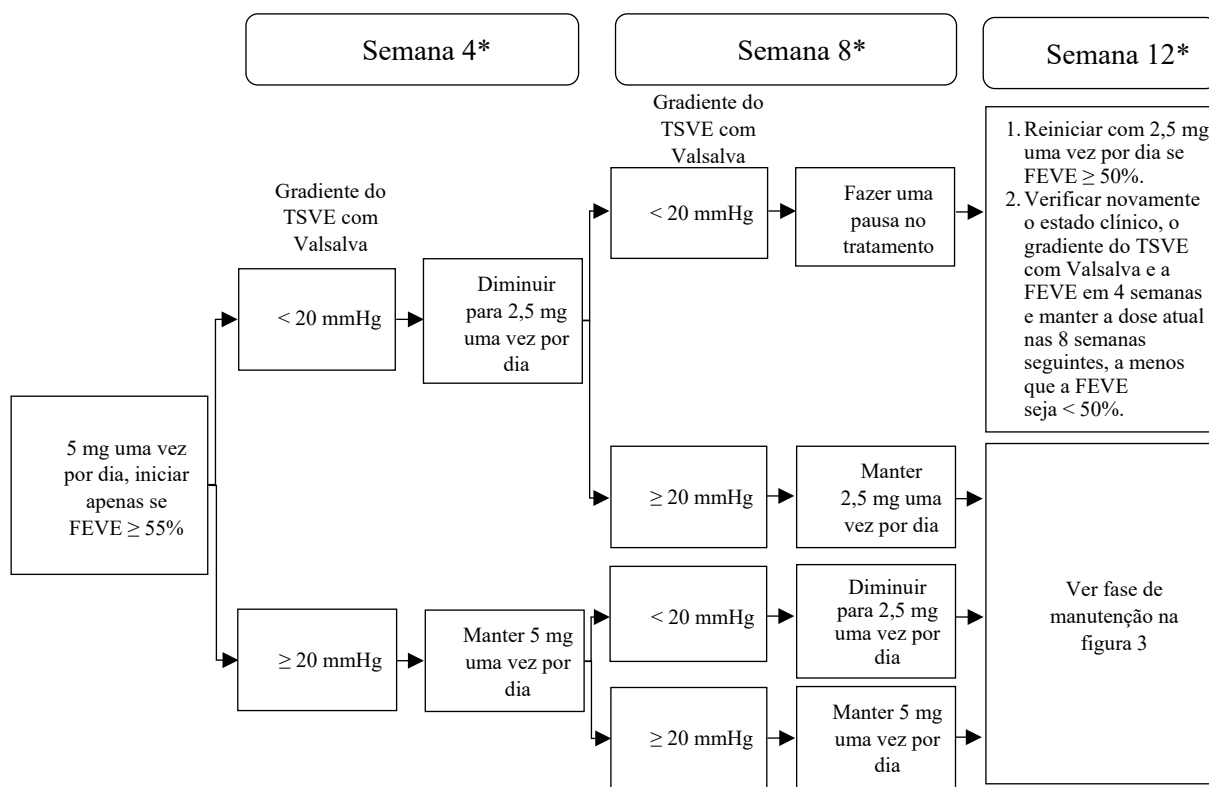 Semana 4*
Semana 8*
Semana 12*
Gradiente do
TSVE com
Valsalva
< 20 mmHg
Fazer uma
pausa no
tratamento
1. Reiniciar com 2,5 mg
uma vez por dia se
FEVE ≥ 50%.
2. Verificar novamente
o estado clínico, o
gradiente do TSVE
com Valsalva e a
FEVE em 4 semanas
e manter a dose atual
nas 8 semanas
seguintes, a menos
que a FEVE
seja < 50%.
Gradiente do
TSVE com
Valsalva
< 20 mmHg
Diminuir
para 2,5 mg
uma vez por
dia
5 mg uma vez
por dia, iniciar
apenas se
FEVE ≥ 55%
≥ 20 mmHg
Manter
2,5 mg uma
vez por dia
≥ 20 mmHg
Manter 5 mg
uma vez por
dia
< 20 mmHg
Diminuir
para 2,5 mg
uma vez por
dia
≥ 20 mmHg
Manter 5 mg
uma vez por
dia
Ver fase de
manutenção na
figura 3